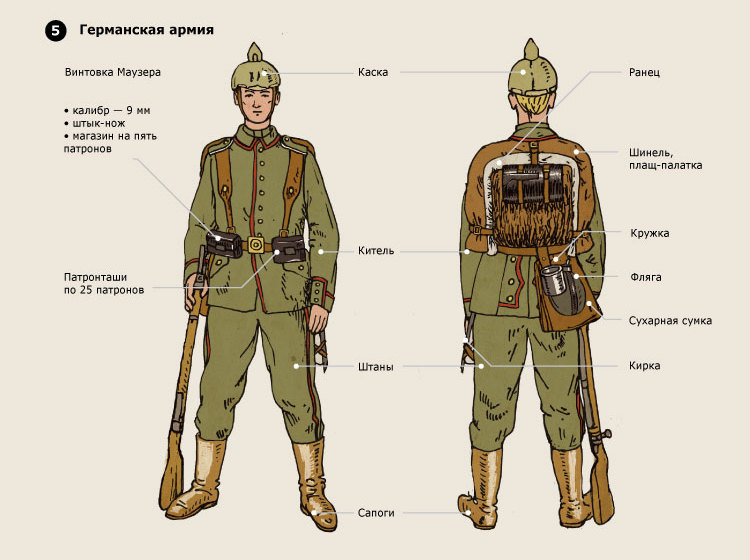 5 Германская армия
Винтовка Маузера
• калибр — 9 мм
• штык-нож
• магазин на пять
патронов
Патронташи
по 25 патронов
Каска
Китель
Штаны
Сапоги
Ранец
Шинель,
плащ-палатка
Кружка
Фляга
Сухарная сумка
Кирка